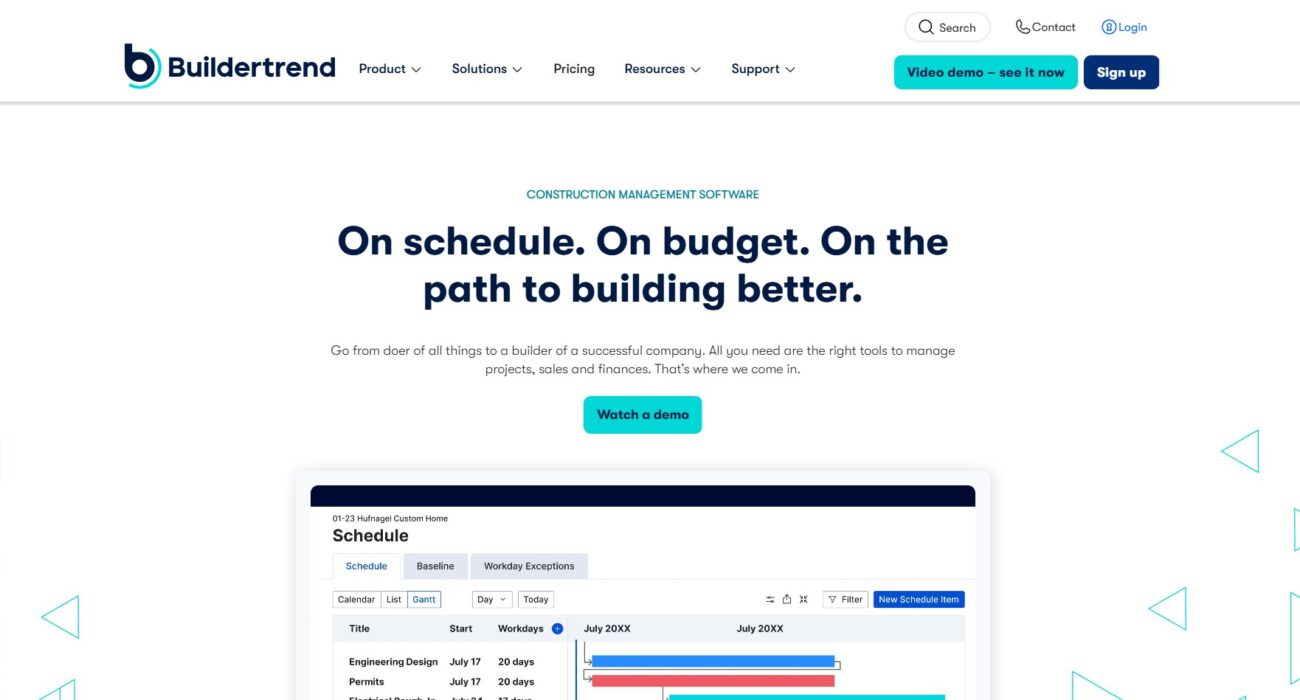 Search
Contact
Login
Buildertrend
Product
Solutions
Pricing
Resources
Support
Video demo – see it now
Sign up
CONSTRUCTION MANAGEMENT SOFTWARE
On schedule. On budget. On the
path to building better.
Go from doer of all things to a builder of a successful company. All you need are the right tools to manage
projects, sales and finances. That's where we come in.
Watch a demo
01-23 Hufnagel Custom Home
Schedule
Schedule Baseline Workday Exceptions
Calendar List Gantt Day Today Filter New Schedule Item
Title Start Workdays July 20XX July 20XX
Engineering Design July 17 20 days
Permits July 17 20 days